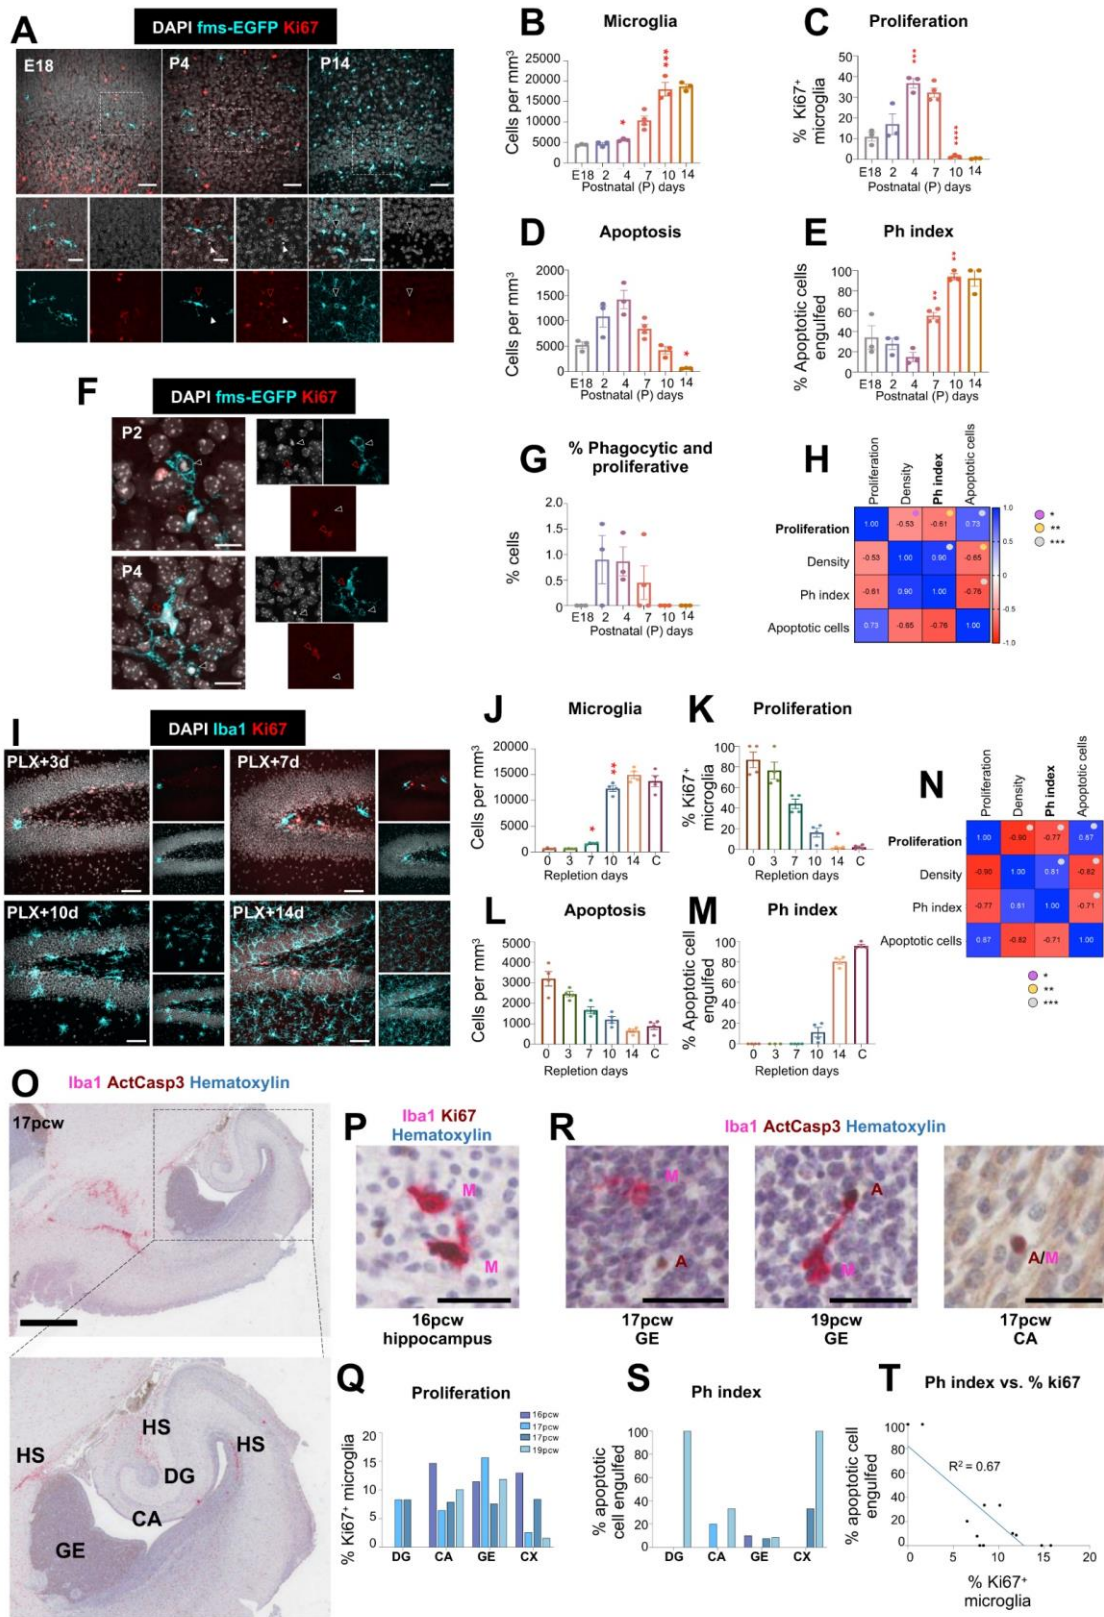 A
DAPI fms-EGFP Ki67
E18
P4
P14
B
Microglia
Cells per mm³
25000
20000
15000
10000
5000
0
*
***
E18 2 4 7 10 14
Postnatal (P) days
C
Proliferation
% Ki67⁺
microglia
50
40
30
20
10
0
***
****
E18 2 4 7 10 14
Postnatal (P) days
D
Apoptosis
Cells per mm³
2000
1500
1000
5000
0
*
E18 2 4 7 10 14
Postnatal (P) days
E
Ph index
% Apoptotic cells
engulfed
100
80
60
40
20
0
**
**
E18 2 4 7 10 14
Postnatal (P) days
F
DAPI fms-EGFP Ki67
P2
P4
G
% Phagocytic and
proliferative
% cells
2.0
1.5
1.0
0.5
0.0
E18 2 4 7 10 14
Postnatal (P) days
H
Proliferation
Density
Ph index
Apoptotic cells
Proliferation 1.00 -0.53 -0.61 0.73
Density -0.53 1.00 0.90 -0.65
Ph index -0.61 0.90 1.00 -0.76
Apoptotic cells 0.73 -0.65 -0.76 1.00
1.0
0.5
0
-0.5
-1.0
*
**
***
I
DAPI Iba1 Ki67
PLX+3d
PLX+7d
PLX+10d
PLX+14d
J
Microglia
Cells per mm³
20000
15000
10000
5000
0
*
**
0 3 7 10 14 C
Repletion days
K
Proliferation
% Ki67⁺
microglia
100
80
60
40
20
0
*
0 3 7 10 14 C
Repletion days
L
Apoptosis
Cells per mm³
5000
4000
3000
2000
1000
0
0 3 7 10 14 C
Repletion days
M
Ph index
% Apoptotic cell
engulfed
100
80
60
40
20
0
0 3 7 10 14 C
Repletion days
N
Proliferation
Density
Ph index
Apoptotic cells
Proliferation 1.00 -0.90 -0.77 0.87
Density -0.90 1.00 0.81 -0.82
Ph index -0.77 0.81 1.00 -0.71
Apoptotic cells 0.87 -0.82 -0.71 1.00
*
**
***
O
Iba1 ActCasp3 Hematoxylin
17pcw
HS
HS
HS
DG
CA
GE
P
Iba1 Ki67
Hematoxylin
M
M
16pcw
hippocampus
R
Iba1 ActCasp3 Hematoxylin
M
A
17pcw
GE
A
M
19pcw
GE
A/M
17pcw
CA
Q
Proliferation
16pcw
17pcw
17pcw
19pcw
% Ki67⁺ microglia
20
15
10
5
0
DG CA GE CX
S
Ph index
% apoptotic
cell engulfed
100
80
60
40
20
0
DG CA GE CX
T
Ph index vs. % ki67
% apoptotic cell
engulfed
100
80
60
40
20
0
R² = 0.67
0 5 10 15 20
% Ki67⁺
microglia